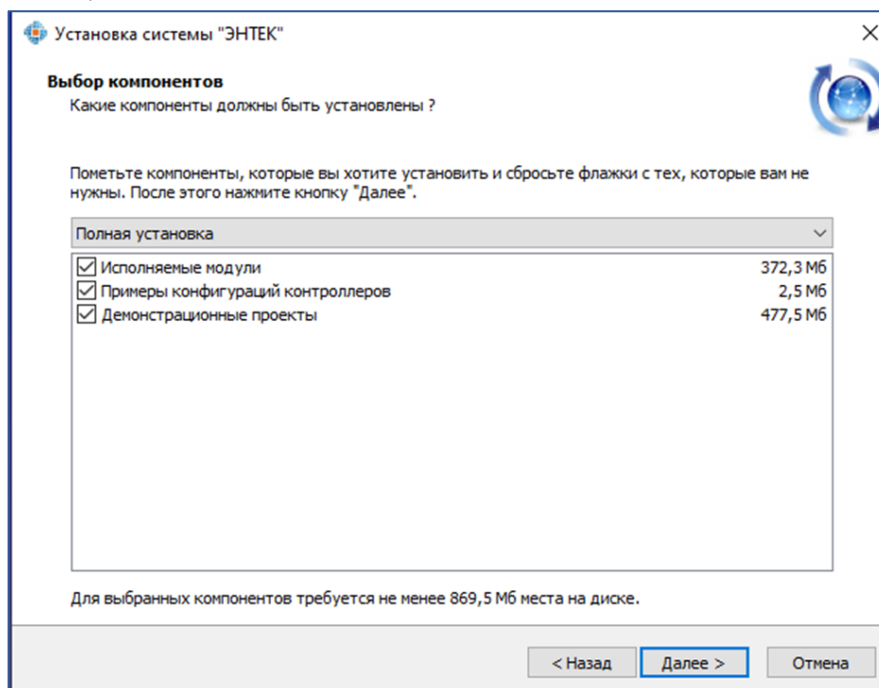 Установка системы "ЭНТЕК"
Выбор компонентов
Какие компоненты должны быть установлены ?
Пометьте компоненты, которые вы хотите установить и сбросьте флажки с тех, которые вам не
нужны. После этого нажмите кнопку "Далее".
Полная установка
Исполняемые модули 372,3 Мб
Примеры конфигураций контроллеров 2,5 Мб
Демонстрационные проекты 477,5 Мб
Для выбранных компонентов требуется не менее 869,5 Мб места на диске.
< Назад Далее > Отмена